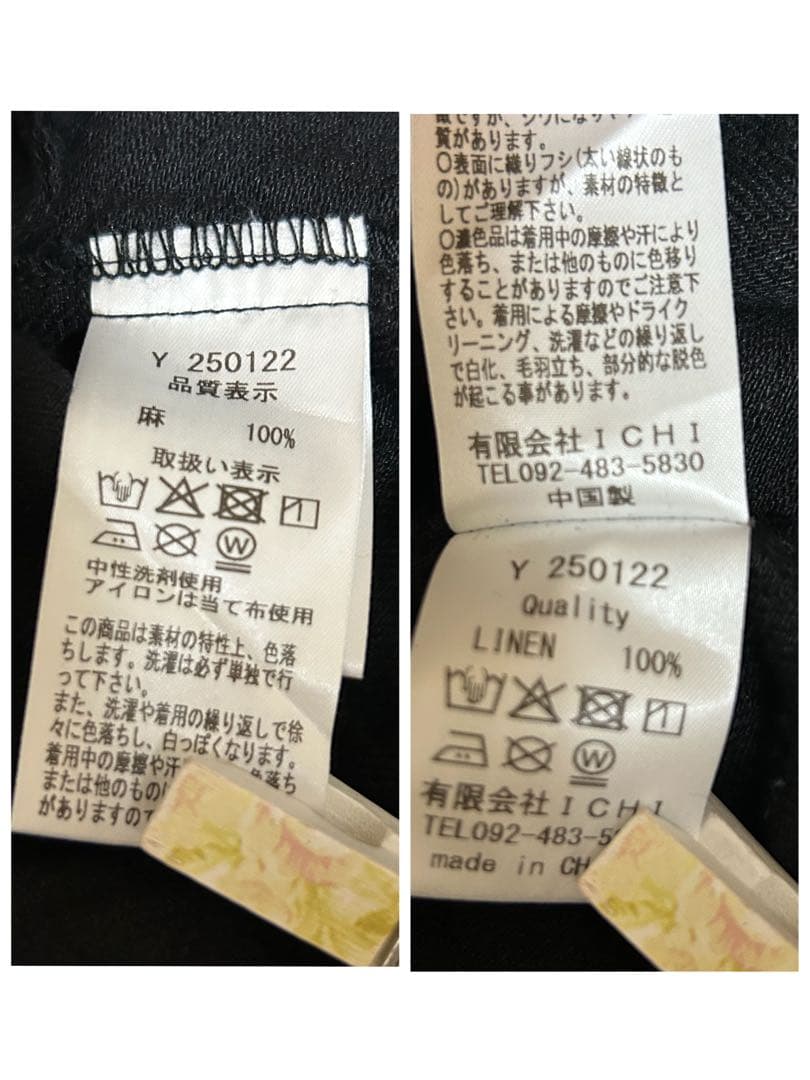 Y 250122
品質表示
麻 100%
取扱い表示
W
中性洗剤使用
アイロンは当て布使用
この商品は素材の特性上、色落
ちします。洗濯は必ず単独で行
って下さい。
また、洗濯や着用の繰り返しで徐
々に色落ちし、白っぽくなります。
着用中の摩擦や汗 色落ち
または他のもの
がありますので
質があります。
○表面に織りフシ(太い線状のも
の)がありますが、素材の特徴と
してご理解下さい。
○濃色品は着用中の摩擦や汗により
色落ち、または他のものに色移り
することがありますのでご注意下
さい。着用による摩擦やドライク
リーニング、洗濯などの繰り返し
で白化、毛羽立ち、部分的な脱色
が起こる事があります。
有限会社ICHI
TEL092-483-5830
中国製
Y 250122
Quality
LINEN 100%
W
有限会社ICHI
TEL092-483-5
made in CH